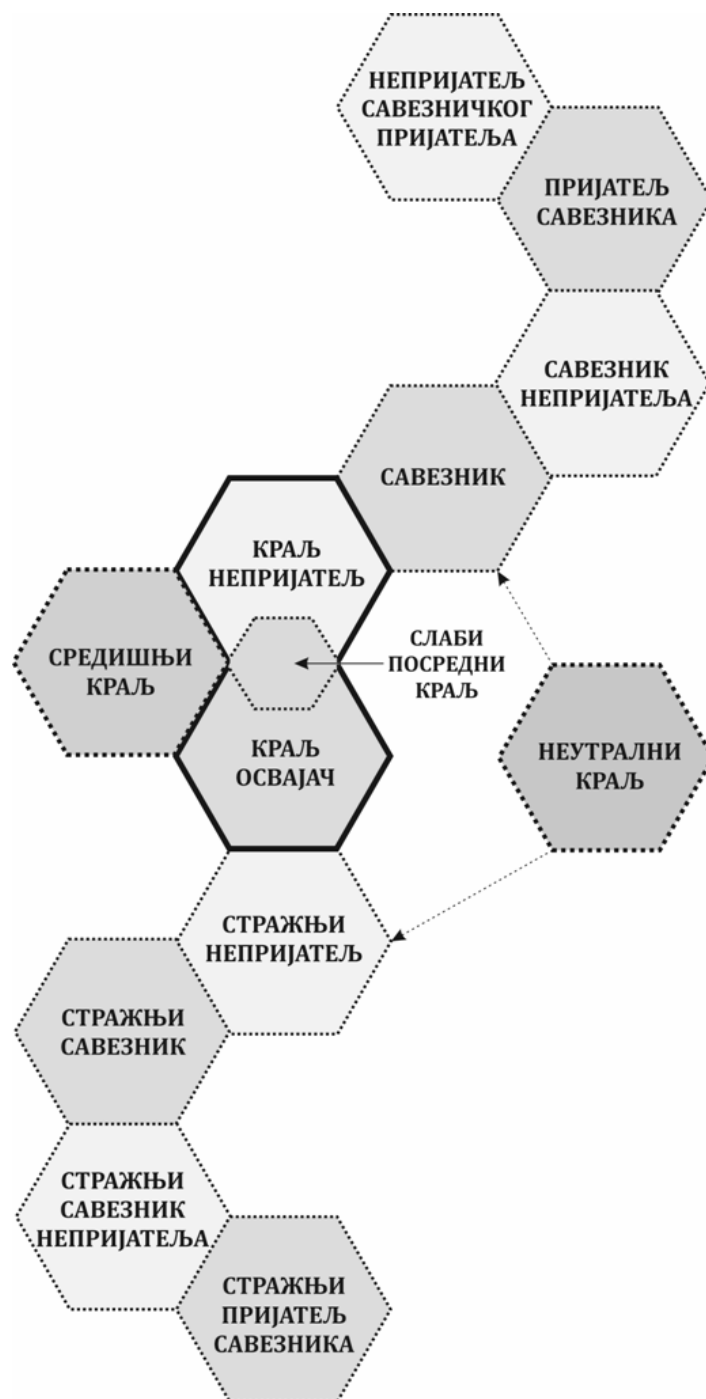 НЕПРИЈАТЕЉ
САВЕЗНИЧКОГ
ПРИЈАТЕЉА
ПРИЈАТЕЉ
САВЕЗНИКА
САВЕЗНИК
НЕПРИЈАТЕЉА
САВЕЗНИК
КРАЉ
НЕПРИЈАТЕЉ
СРЕДИШЊИ
КРАЉ
СЛАБИ
ПОСРЕДНИ
КРАЉ
КРАЉ
ОСВАЈАЧ
НЕУТРАЛНИ
КРАЉ
СТРАЖЊИ
НЕПРИЈАТЕЉ
СТРАЖЊИ
САВЕЗНИК
СТРАЖЊИ
САВЕЗНИК
НЕПРИЈАТЕЉА
СТРАЖЊИ
ПРИЈАТЕЉ
САВЕЗНИКА